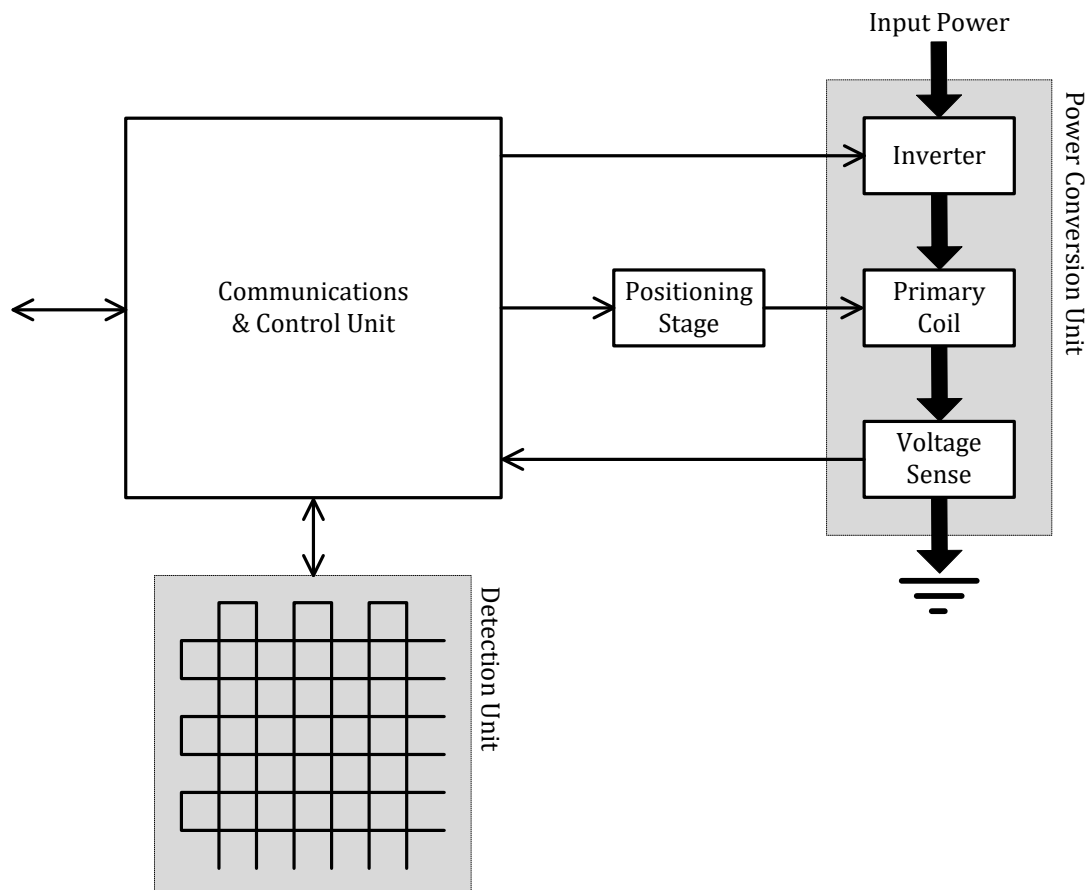 Input Power
Power Conversion Unit
Inverter
Communications
& Control Unit
Positioning
Stage
Primary
Coil
Voltage
Sense
Detection Unit